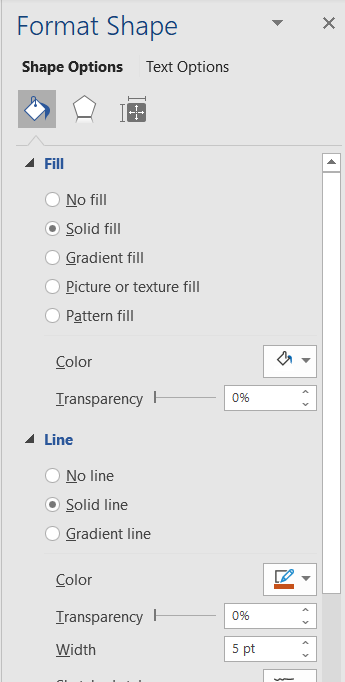 Format Shape
Shape Options Text Options
Fill
No fill
Solid fill
Gradient fill
Picture or texture fill
Pattern fill
Color
Transparency 0%
Line
No line
Solid line
Gradient line
Color
Transparency 0%
Width 5 pt